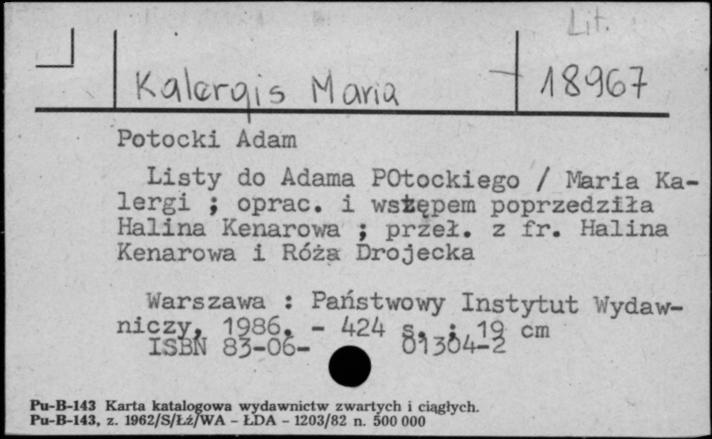 Lit.
Kalergis Maria 18967
Potocki Adam
Listy do Adama POtockiego / Maria Ka-
lergi ; oprac. i wstępem poprzedziła
Halina Kenarowa ; przeł. z fr. Halina
Kenarowa i Róża Drojecka
Warszawa : Państwowy Instytut Wydaw-
niczy, 1986. - 424 s. ; 19 cm
ISBN 83-06- 01304-2
Pu-B-143 Karta katalogowa wydawnictw zwartych i ciągłych.
Pu-B-143, z. 1962/S/Łź/WA - ŁDA - 1203/82 n. 500 000